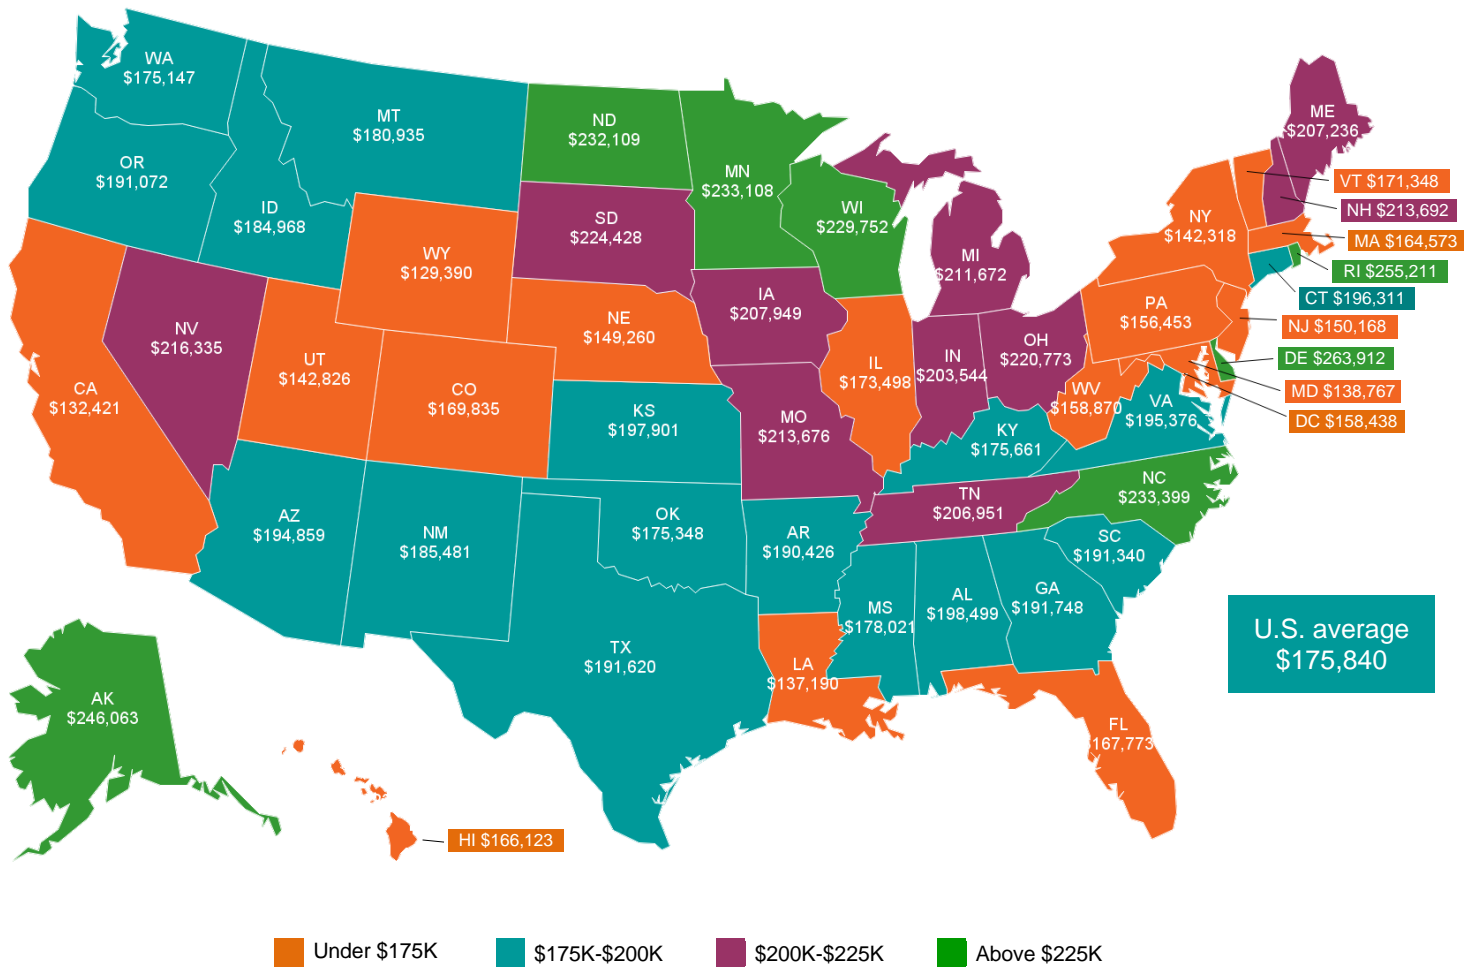 WA
$175,147
MT
$180,935
ND
$232,109
ME
$207,236
OR
$191,072
MN
$233,108
VT $171,348
ID
$184,968
SD
$224,428
WI
$229,752
NY
$142,318
NH $213,692
MA $164,573
WY
$129,390
MI
$211,672
RI $255,211
CT $196,311
IA
$207,949
PA
$156,453
NJ $150,168
NV
$216,335
NE
$149,260
OH
$220,773
DE $263,912
UT
$142,826
IL
$173,498
IN
$203,544
MD $138,767
CA
$132,421
CO
$169,835
WV
$158,870
VA
$195,376
DC $158,438
KS
$197,901
MO
$213,676
KY
$175,661
NC
$233,399
TN
$206,951
AZ
$194,859
NM
$185,481
OK
$175,348
AR
$190,426
SC
$191,340
MS
$178,021
AL
$198,499
GA
$191,748
U.S. average
$175,840
TX
$191,620
LA
$137,190
AK
$246,063
FL
$167,773
HI $166,123
Under $175K
$175K-$200K
$200K-$225K
Above $225K